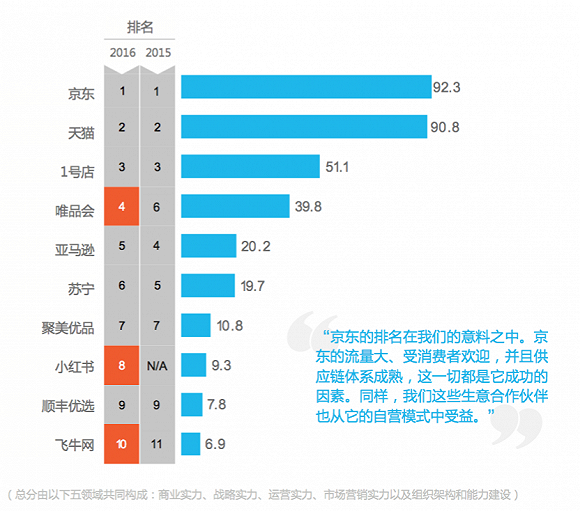 排名
2016 2015
京东 1 1 92.3
天猫 2 2 90.8
1号店 3 3 51.1
唯品会 4 6 39.8
亚马逊 5 4 20.2
苏宁 6 5 19.7
聚美优品 7 7 10.8
小红书 8 N/A 9.3
顺丰优选 9 9 7.8
飞牛网 10 11 6.9
“京东的排名在我们的意料之中。京
东的流量大、受消费者欢迎，并且供
应链体系成熟，这一切都是它成功的
因素。同样，我们这些生意合作伙伴
也从它的自营模式中受益。”
（总分由以下五领域共同构成：商业实力、战略实力、运营实力、市场营销实力以及组织架构和能力建设）